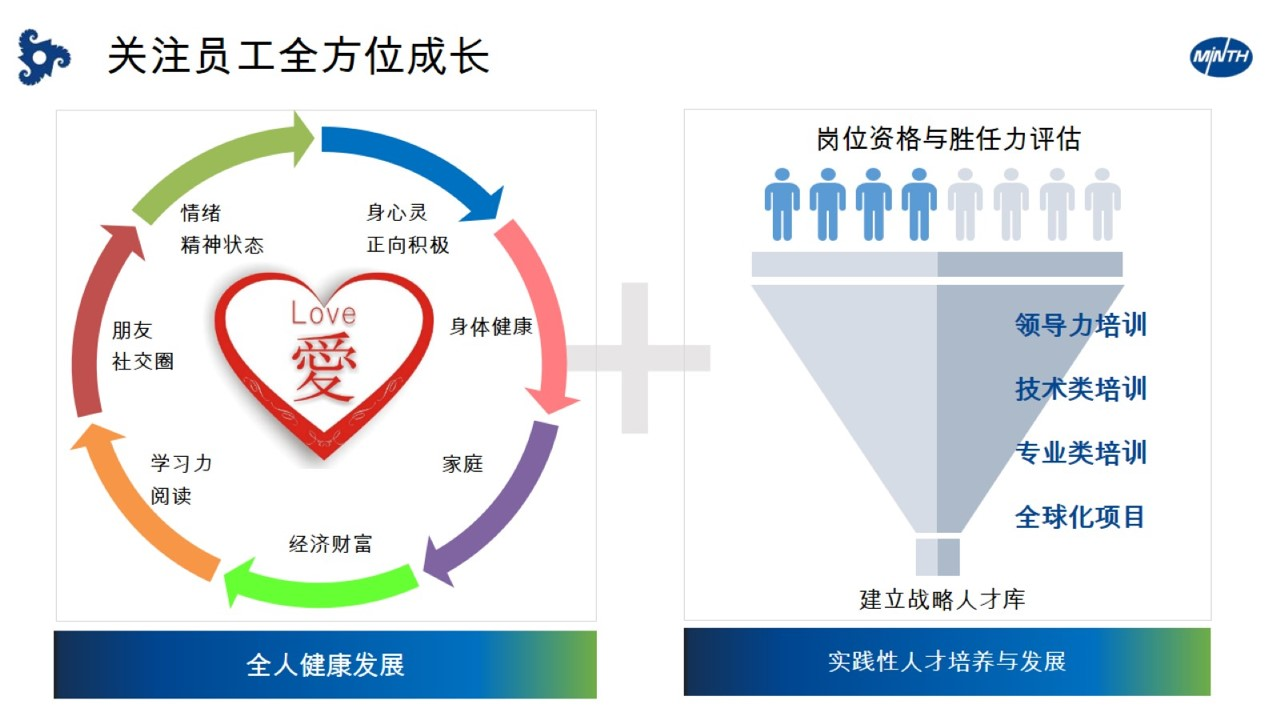 关注员工全方位成长
MINTH
情绪
精神状态
身心灵
正向积极
朋友
社交圈
Love
愛
身体健康
学习力
阅读
家庭
经济财富
全人健康发展
岗位资格与胜任力评估
领导力培训
技术类培训
专业类培训
全球化项目
建立战略人才库
实践性人才培养与发展